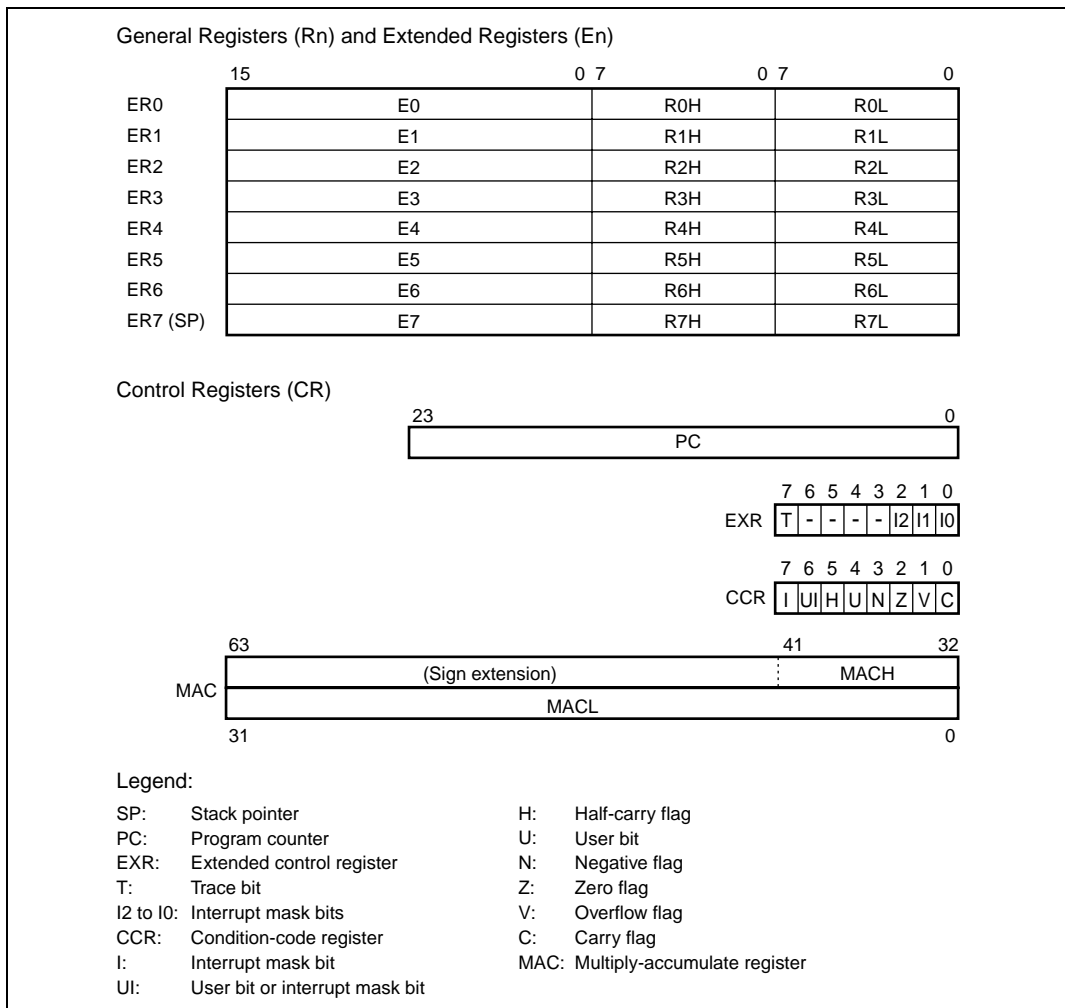 General Registers (Rn) and Extended Registers (En)
15 0 7 0 7 0
ER0 E0 R0H R0L
ER1 E1 R1H R1L
ER2 E2 R2H R2L
ER3 E3 R3H R3L
ER4 E4 R4H R4L
ER5 E5 R5H R5L
ER6 E6 R6H R6L
ER7 (SP) E7 R7H R7L
Control Registers (CR)
23 0
PC
7 6 5 4 3 2 1 0
EXR T - - - - I2 I1 I0
7 6 5 4 3 2 1 0
CCR I UI H U N Z V C
63 41 32
(Sign extension) MACH
MAC
MACL
31 0
Legend:
SP: Stack pointer
PC: Program counter
EXR: Extended control register
T: Trace bit
I2 to I0: Interrupt mask bits
CCR: Condition-code register
I: Interrupt mask bit
UI: User bit or interrupt mask bit
H: Half-carry flag
U: User bit
N: Negative flag
Z: Zero flag
V: Overflow flag
C: Carry flag
MAC: Multiply-accumulate register